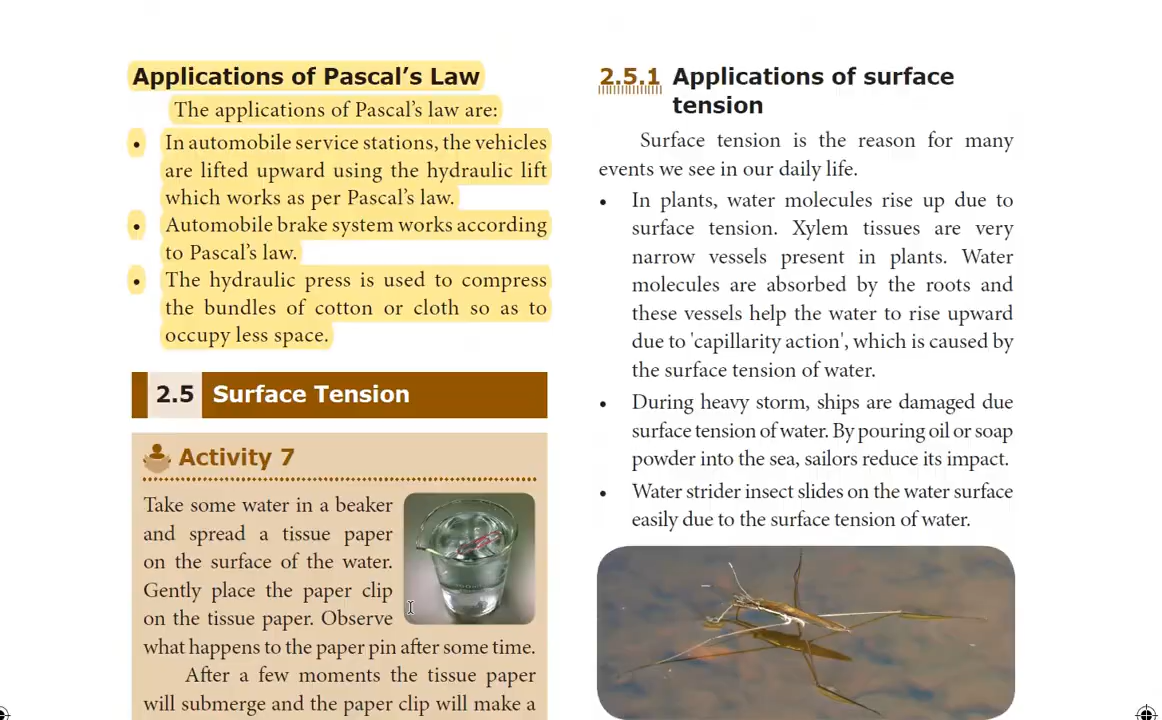 Applications of Pascal's Law
The applications of Pascal's law are:
• In automobile service stations, the vehicles
are lifted upward using the hydraulic lift
which works as per Pascal's law.
• Automobile brake system works according
to Pascal's law.
• The hydraulic press is used to compress
the bundles of cotton or cloth so as to
occupy less space.
2.5 Surface Tension
Activity 7
Take some water in a beaker
and spread a tissue paper
on the surface of the water.
Gently place the paper clip
on the tissue paper. Observe
what happens to the paper pin after some time.
After a few moments the tissue paper
will submerge and the paper clip will make a
2.5.1 Applications of surface
tension
Surface tension is the reason for many
events we see in our daily life.
• In plants, water molecules rise up due to
surface tension. Xylem tissues are very
narrow vessels present in plants. Water
molecules are absorbed by the roots and
these vessels help the water to rise upward
due to 'capillarity action', which is caused by
the surface tension of water.
• During heavy storm, ships are damaged due
surface tension of water. By pouring oil or soap
powder into the sea, sailors reduce its impact.
• Water strider insect slides on the water surface
easily due to the surface tension of water.